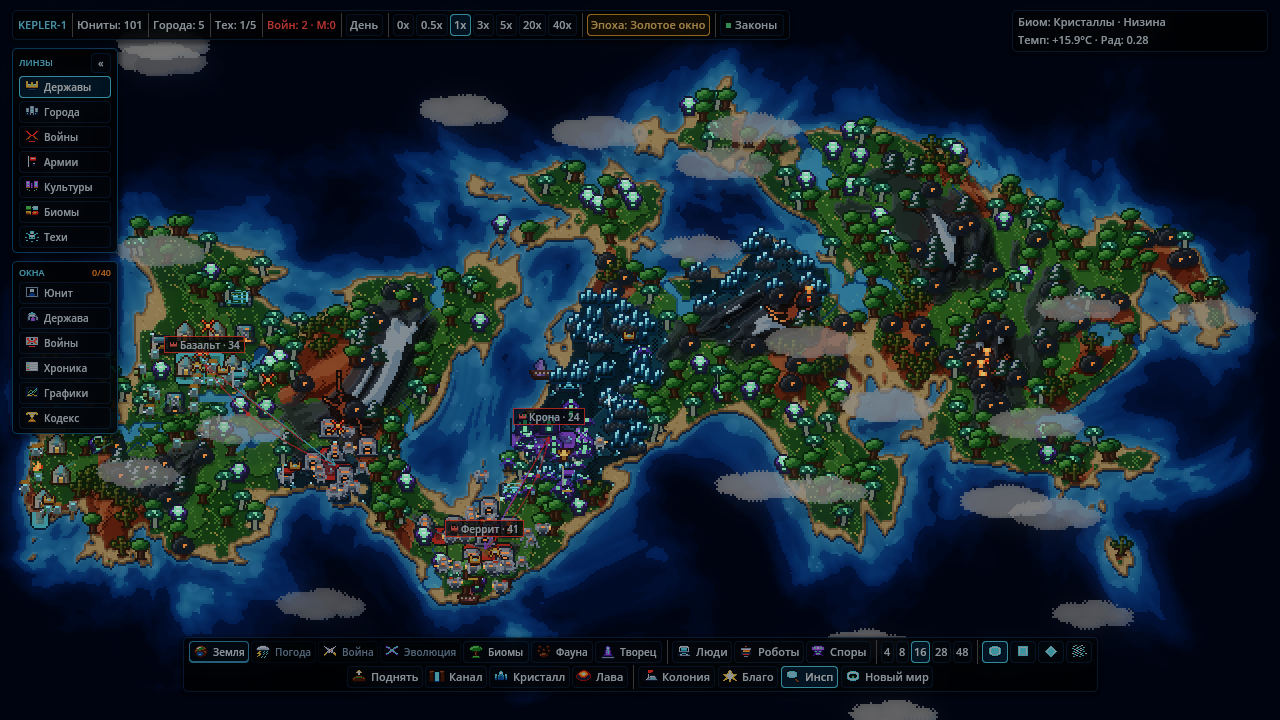 KEPLER-1 Юниты: 101 Города: 5 Тех: 1/5 Войн: 2 · М:0 День 0x 0.5x 1x 3x 5x 20x 40x Эпоха: Золотое окно Законы
Биом: Кристаллы · Низина
Темп: +15.9°C · Рад: 0.28
ЛИНЗЫ «
Державы
Города
Войны
Армии
Культуры
Биомы
Техи
ОКНА 0/40
Юнит
Держава
Войны
Хроника
Графики
Кодекс
Базальт · 34
Крона · 24
Феррит · 41
Земля Погода Война Эволюция Биомы Фауна Творец Люди Роботы Споры 4 8 16 28 48
Поднять Канал Кристалл Лава Колония Благо Инсп Новый мир